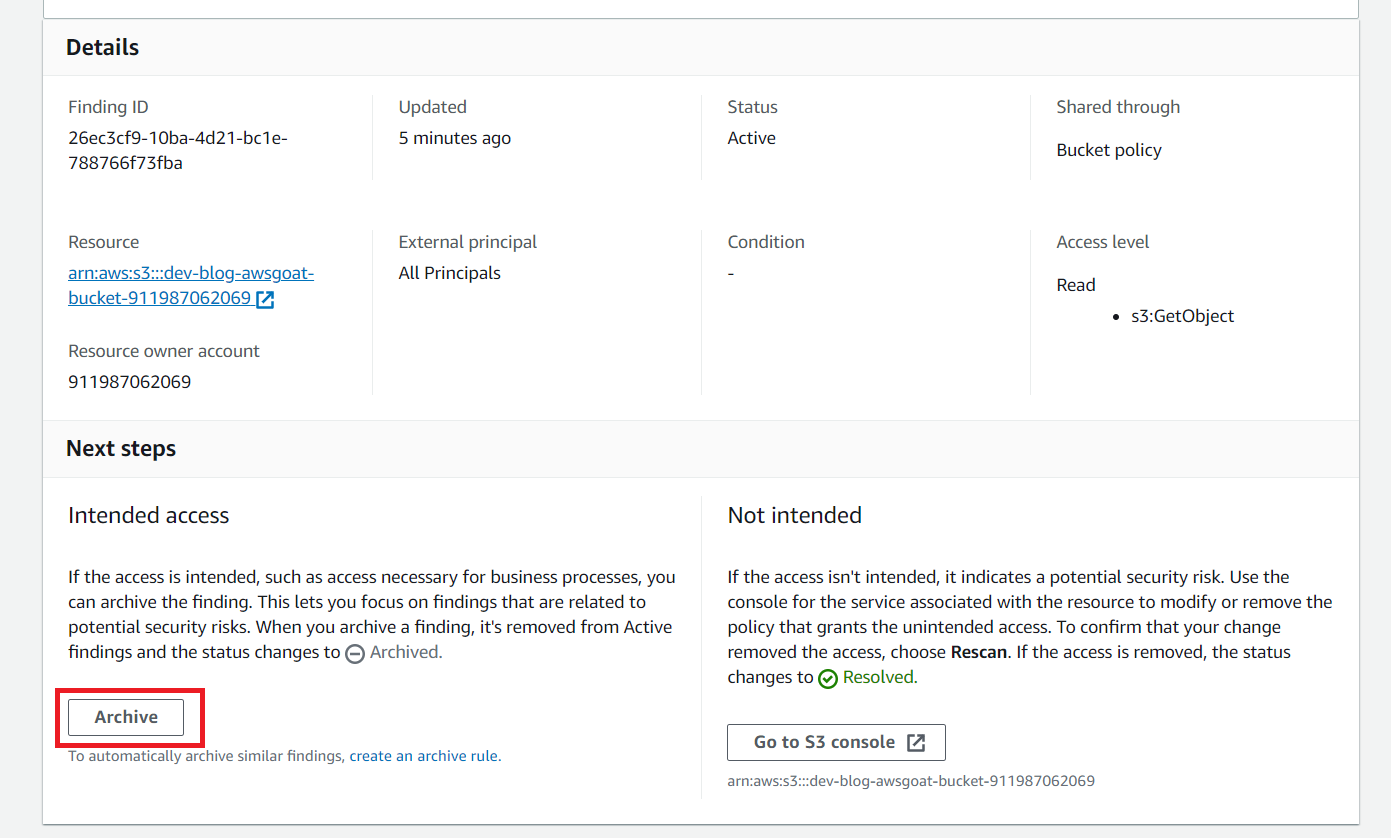 Details
Finding ID
26ec3cf9-10ba-4d21-bc1e-
788766f73fba
Updated
5 minutes ago
Status
Active
Shared through
Bucket policy
Resource
arn:aws:s3:::dev-blog-awsgoat-
bucket-911987062069
Resource owner account
911987062069
External principal
All Principals
Condition
-
Access level
Read
• s3:GetObject
Next steps
Intended access
If the access is intended, such as access necessary for business processes, you
can archive the finding. This lets you focus on findings that are related to
potential security risks. When you archive a finding, it's removed from Active
findings and the status changes to Archived.
Archive
To automatically archive similar findings, create an archive rule.
Not intended
If the access isn't intended, it indicates a potential security risk. Use the
console for the service associated with the resource to modify or remove the
policy that grants the unintended access. To confirm that your change
removed the access, choose Rescan. If the access is removed, the status
changes to Resolved.
Go to S3 console
arn:aws:s3:::dev-blog-awsgoat-bucket-911987062069